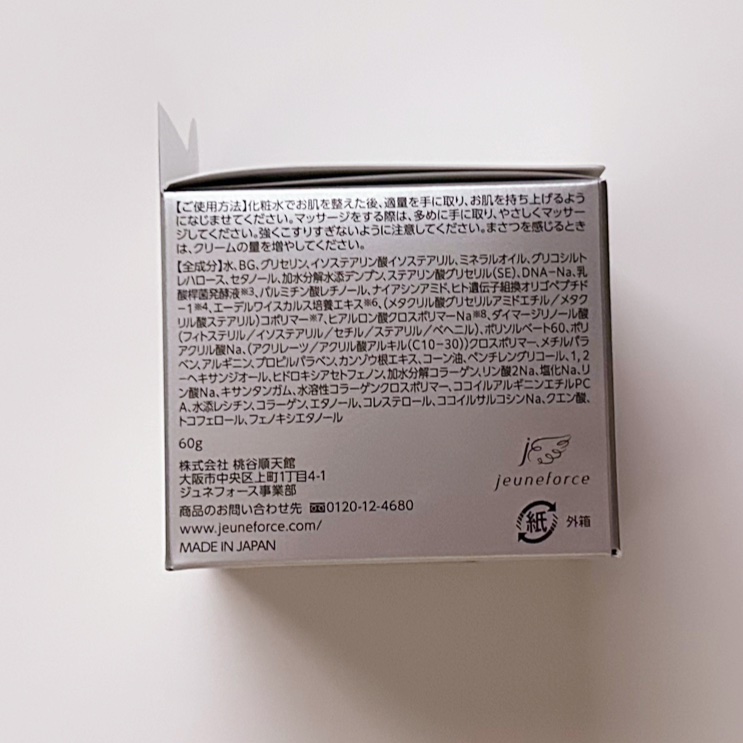 【ご使用方法】化粧水でお肌を整えた後、適量を手に取り、お肌を持ち上げるよう
になじませてください。マッサージをする際は、多めに手に取り、やさしくマッサー
ジしてください。強くこすりすぎないように注意してください。まさつを感じるとき
は、クリームの量を増やしてください。
【全成分】水、BG、グリセリン、イソステアリン酸イソステアリル、ミネラルオイル、グリコシルト
レハロース、セタノール、加水分解水添デンプン、ステアリン酸グリセリル(SE)、DNA-Na、乳
酸桿菌発酵液※3、パルミチン酸レチノール、ナイアシンアミド、ヒト遺伝子組換オリゴペプチド
-1※4、エーデルワイスカルス培養エキス※6、(メタクリル酸グリセリルアミドエチル/メタク
リル酸ステアリル)コポリマー※7、ヒアルロン酸クロスポリマーNa※8、ダイマージリノール酸
(フィトステリル/イソステアリル/セチル/ステアリル/ベヘニル)、ポリソルベート60、ポリ
アクリル酸Na、(アクリレーツ/アクリル酸アルキル(C10-30))クロスポリマー、メチルパラ
ベン、アルギニン、プロピルパラベン、カンゾウ根エキス、コーン油、ペンチレングリコール、1,2
-ヘキサンジオール、ヒドロキシアセトフェノン、加水分解コラーゲン、リン酸2Na、塩化Na、リ
ン酸Na、キサンタンガム、水溶性コラーゲンクロスポリマー、ココイルアルギニンエチルPC
A、水添レシチン、コラーゲン、エタノール、コレステロール、ココイルサルコシンNa、クエン酸、
トコフェロール、フェノキシエタノール
60g
株式会社 桃谷順天館
大阪市中央区上町1丁目4-1
ジュネフォース事業部
商品のお問い合わせ先 0120-12-4680
www.jeuneforce.com/
MADE IN JAPAN
jeuneforce
紙 外箱